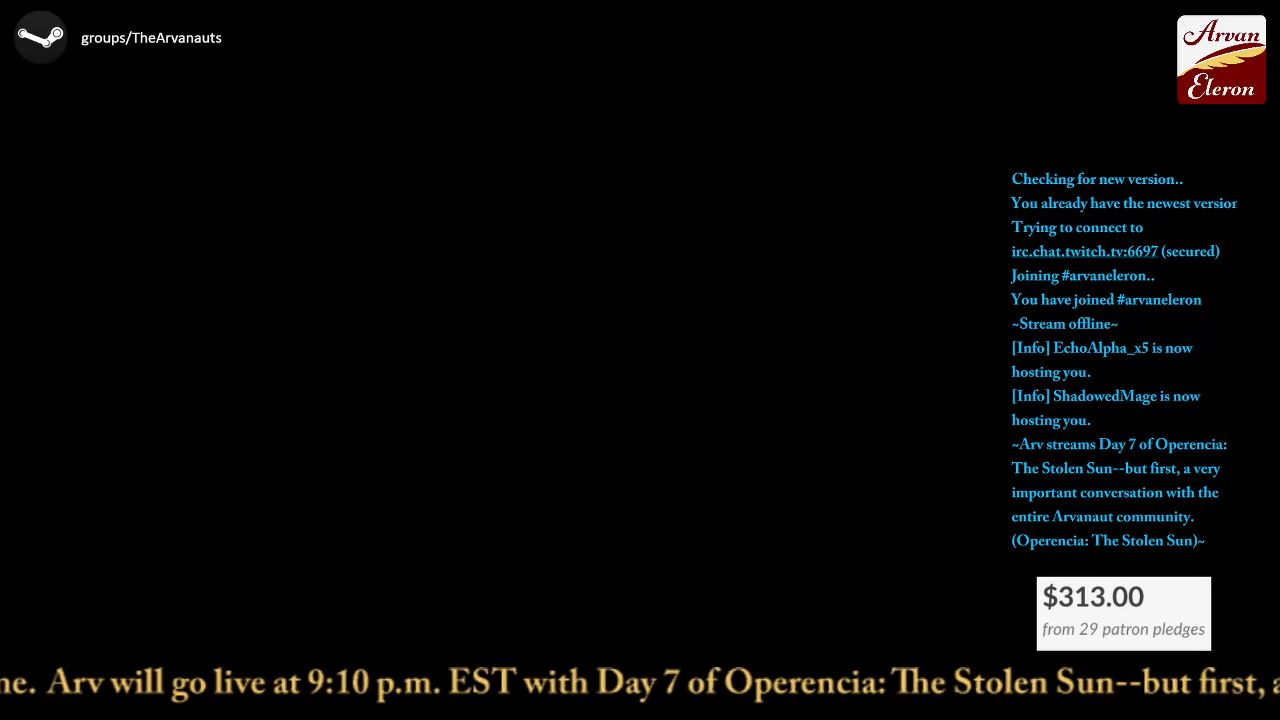 groups/TheArvanauts
Arvan
Eleron
Checking for new version..
You already have the newest version
Trying to connect to
irc.chat.twitch.tv:6697 (secured)
Joining #arvaneleron..
You have joined #arvaneleron
~Stream offline~
[Info] EchoAlpha_x5 is now
hosting you.
[Info] ShadowedMage is now
hosting you.
~Arv streams Day 7 of Operencia:
The Stolen Sun--but first, a very
important conversation with the
entire Arvanaut community.
(Operencia: The Stolen Sun)~
$313.00
from 29 patron pledges
ne. Arv will go live at 9:10 p.m. EST with Day 7 of Operencia: The Stolen Sun--but first, a